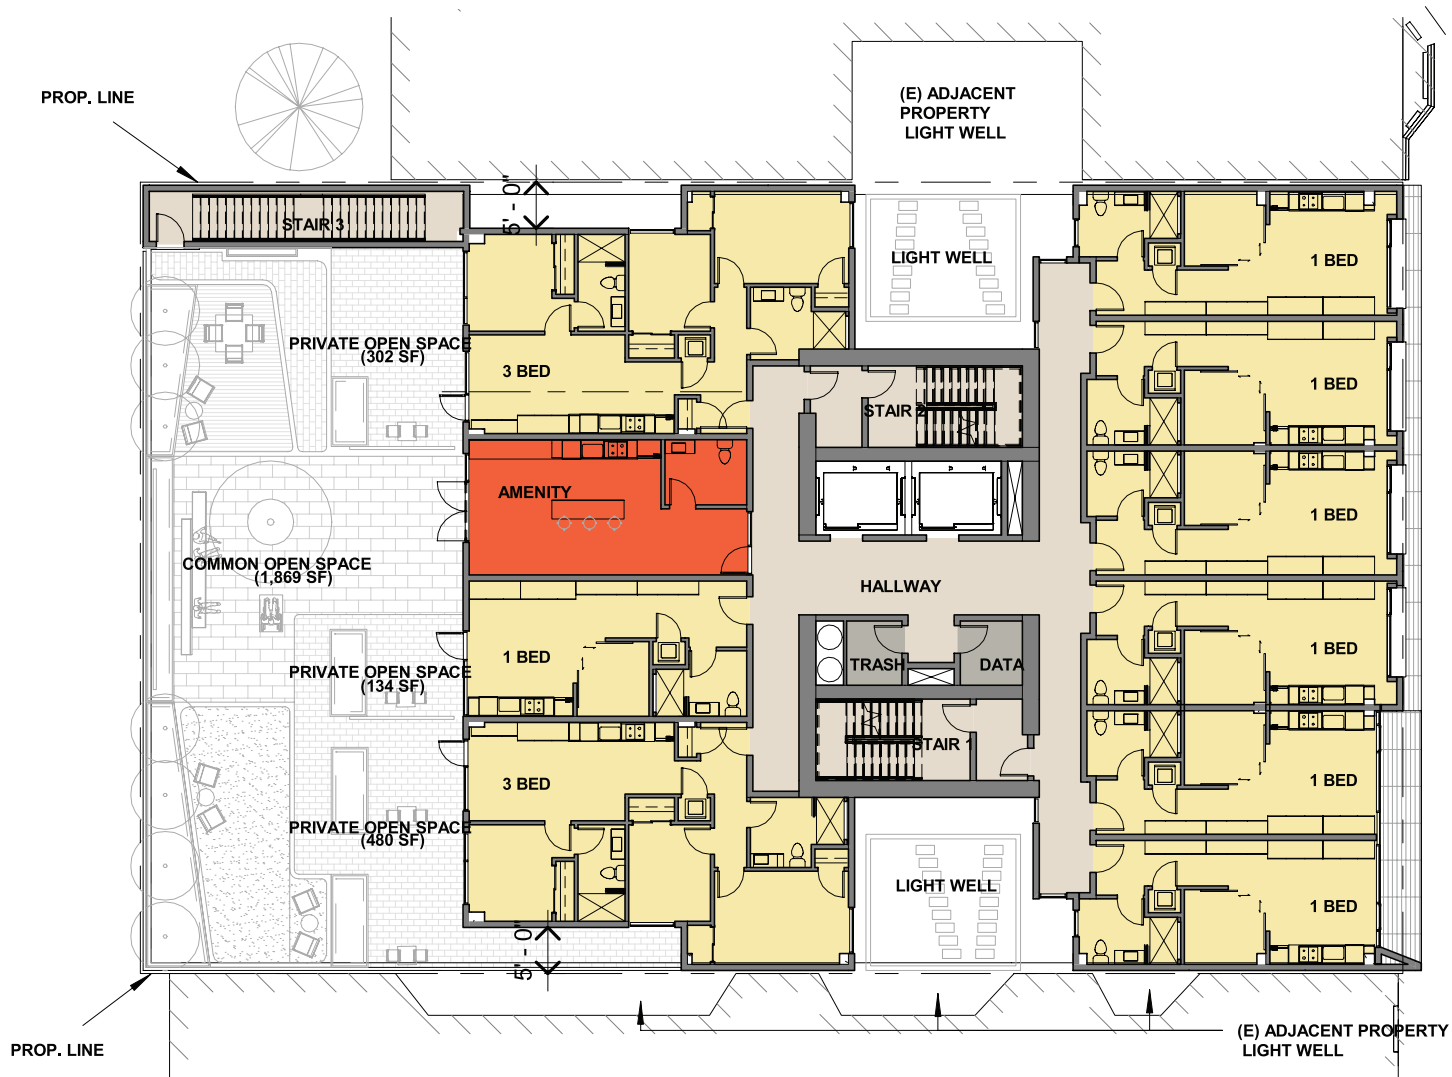 PROP. LINE
(E) ADJACENT
PROPERTY
LIGHT WELL
5' - 0"
STAIR 3
LIGHT WELL
1 BED
PRIVATE OPEN SPACE
(302 SF)
3 BED
1 BED
STAIR 2
AMENITY
1 BED
COMMON OPEN SPACE
(1,869 SF)
HALLWAY
1 BED
1 BED
PRIVATE OPEN SPACE
(134 SF)
TRASH
DATA
STAIR 1
3 BED
1 BED
PRIVATE OPEN SPACE
(480 SF)
LIGHT WELL
1 BED
5' - 0"
PROP. LINE
(E) ADJACENT PROPERTY
LIGHT WELL